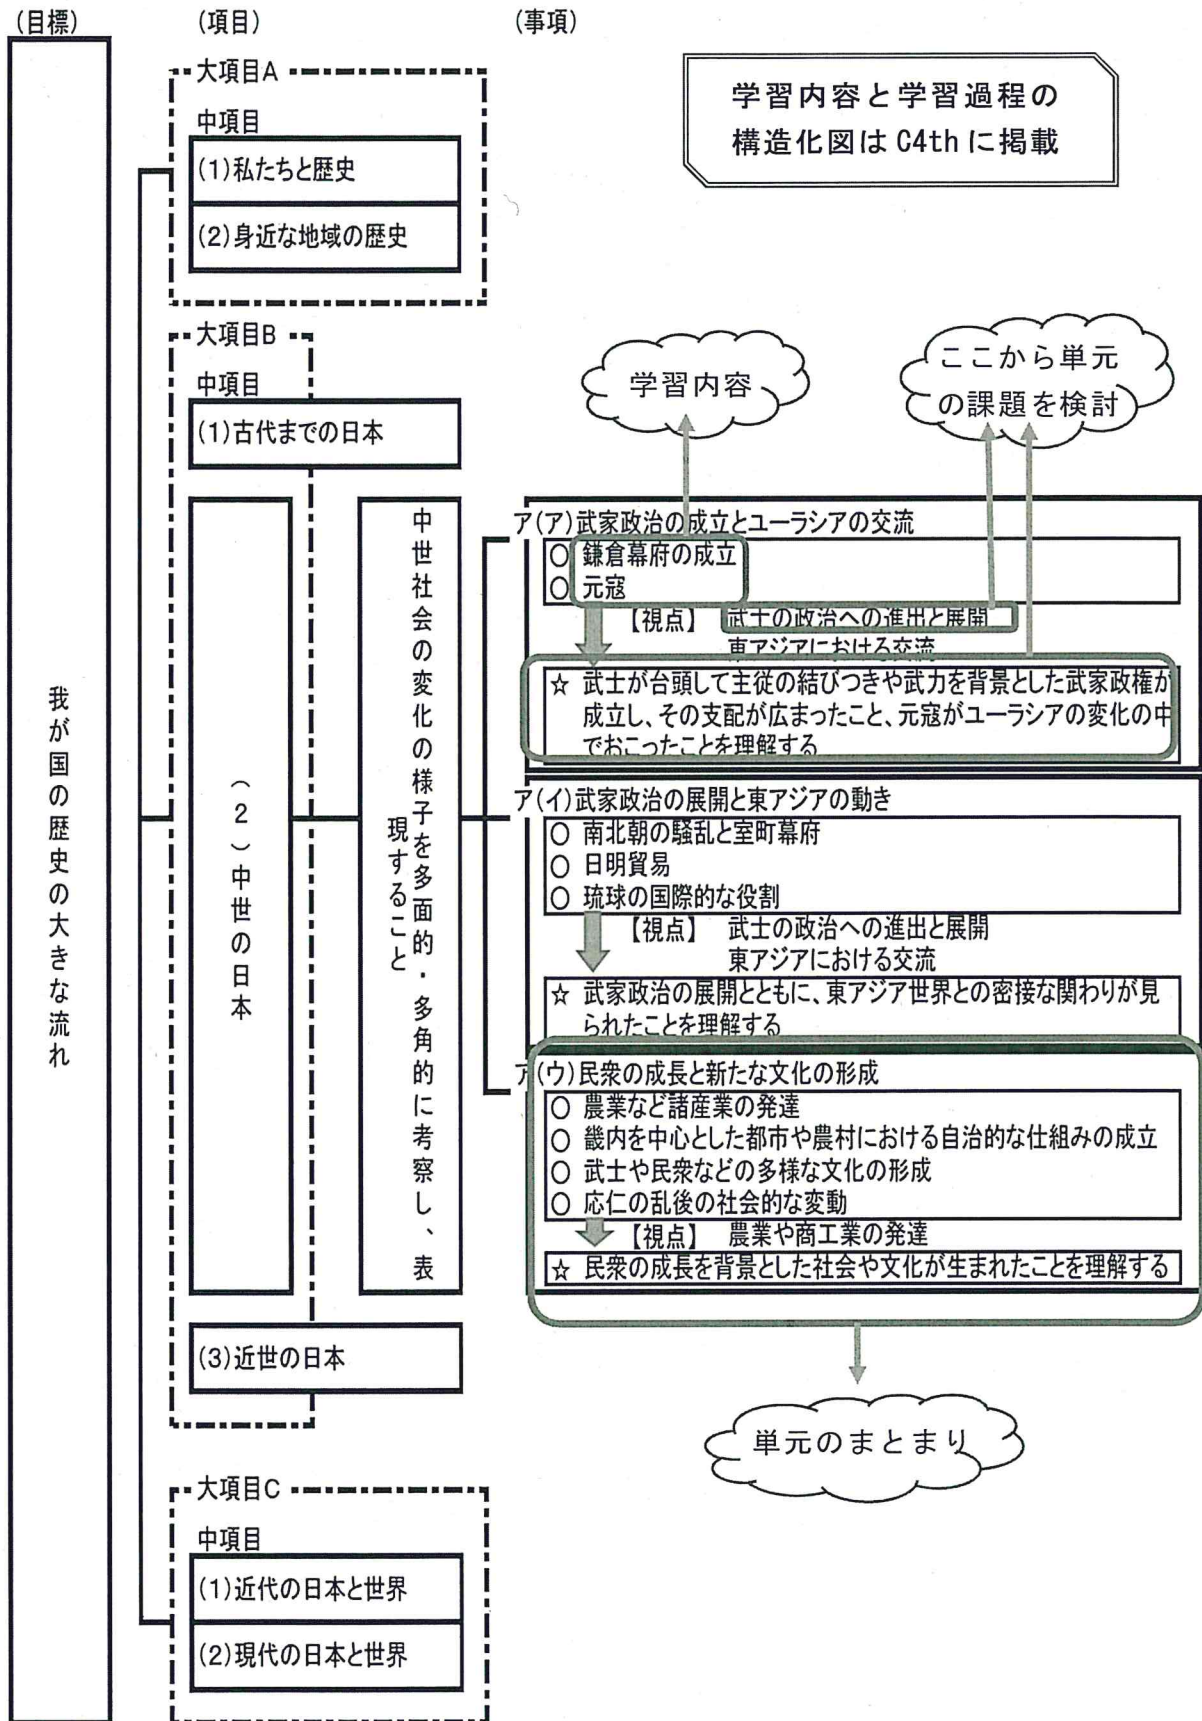 (目標)
(項目)
(事項)
学習内容と学習過程の
構造化図は C4th に掲載
我が国の歴史の大きな流れ
大項目A
中項目
(1)私たちと歴史
(2)身近な地域の歴史
大項目B
中項目
(1)古代までの日本
(2)中世の日本
中世社会の変化の様子を多面的・多角的に考察し、表
現すること
学習内容
ここから単元
の課題を検討
ア(ア)武家政治の成立とユーラシアの交流
○ 鎌倉幕府の成立
○ 元寇
【視点】 武士の政治への進出と展開
東アジアにおける交流
☆ 武士が台頭して主従の結びつきや武力を背景とした武家政権が
成立し、その支配が広まったこと、元寇がユーラシアの変化の中
でおこったことを理解する
ア(イ)武家政治の展開と東アジアの動き
○ 南北朝の騒乱と室町幕府
○ 日明貿易
○ 琉球の国際的な役割
【視点】 武士の政治への進出と展開
東アジアにおける交流
☆ 武家政治の展開とともに、東アジア世界との密接な関わりが見
られたことを理解する
ア(ウ)民衆の成長と新たな文化の形成
○ 農業など諸産業の発達
○ 畿内を中心とした都市や農村における自治的な仕組みの成立
○ 武士や民衆などの多様な文化の形成
○ 応仁の乱後の社会的な変動
【視点】 農業や商工業の発達
☆ 民衆の成長を背景とした社会や文化が生まれたことを理解する
(3)近世の日本
単元のまとまり
大項目C
中項目
(1)近代の日本と世界
(2)現代の日本と世界